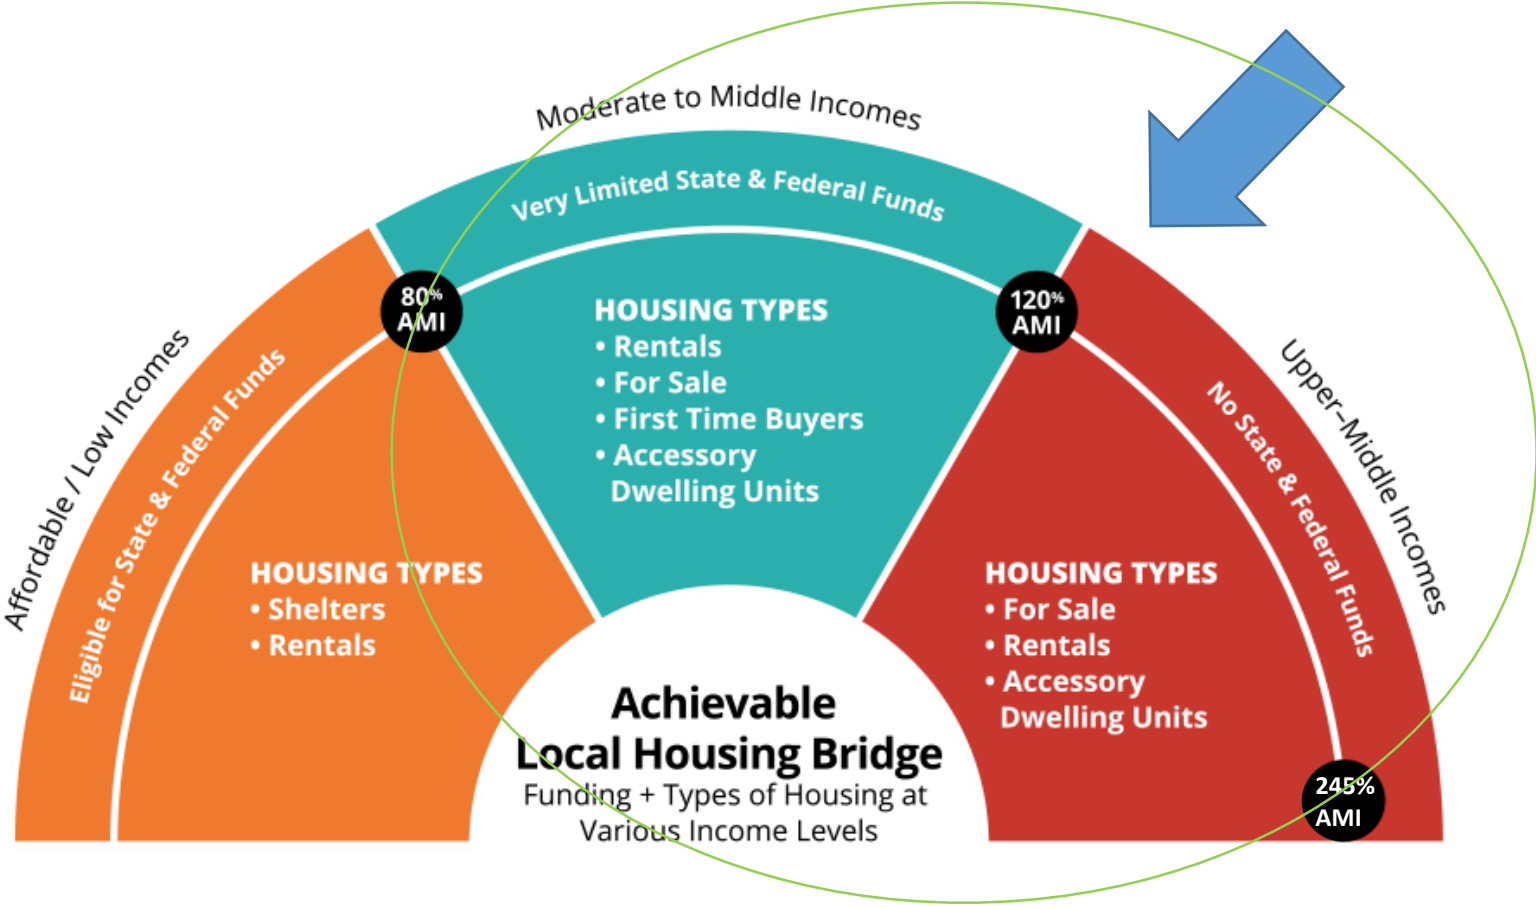 Moderate to Middle Incomes
Very Limited State & Federal Funds
80%
AMI
120%
AMI
HOUSING TYPES
• Rentals
• For Sale
• First Time Buyers
• Accessory
Dwelling Units
Affordable / Low Incomes
Eligible for State & Federal Funds
HOUSING TYPES
• Shelters
• Rentals
Upper–Middle Incomes
No State & Federal Funds
HOUSING TYPES
• For Sale
• Rentals
• Accessory
Dwelling Units
245%
AMI
Achievable
Local Housing Bridge
Funding + Types of Housing at
Various Income Levels